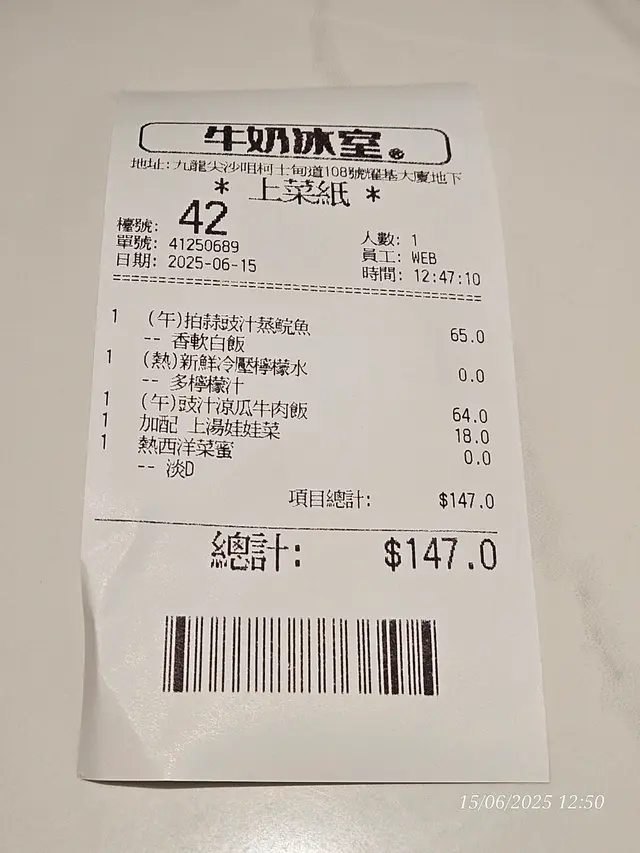 牛奶冰室®
地址:九龍尖沙咀柯士甸道108號耀基大廈地下
* 上菜紙 *
檯號: 42
人數: 1
單號: 41250689
員工: WEB
日期: 2025-06-15
時間: 12:47:10
1 (午)拍蒜豉汁蒸鯇魚 65.0
-- 香軟白飯
1 (熱)新鮮冷壓檸檬水 0.0
-- 多檸檬汁
1 (午)豉汁涼瓜牛肉飯 64.0
1 加配 上湯娃娃菜 18.0
1 熱西洋菜蜜 0.0
-- 淡D
項目總計: $147.0
總計: $147.0
15/06/2025 12:50